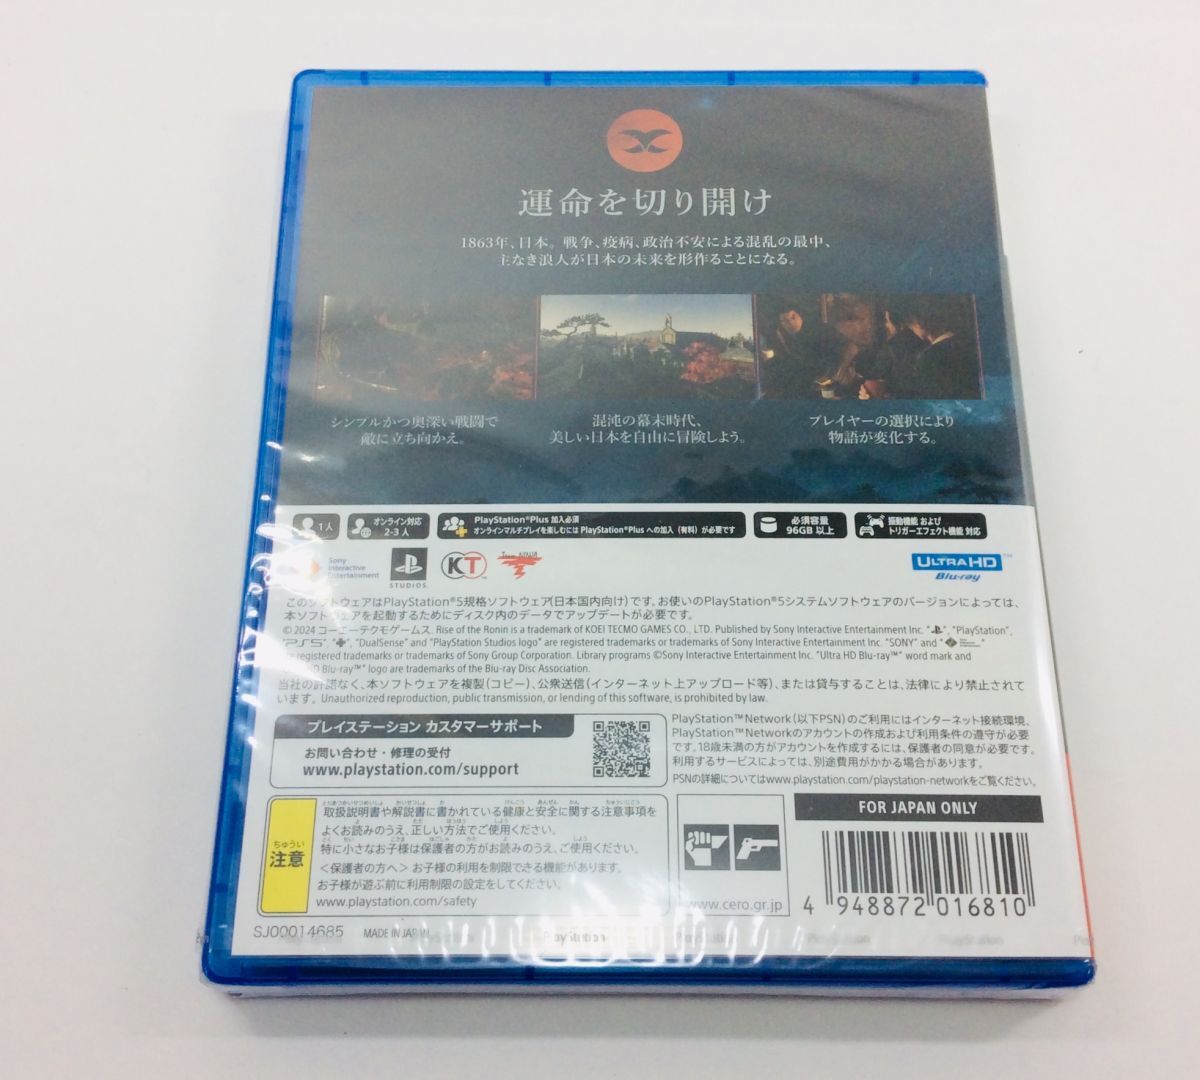 運命を切り開け
1863年、日本。戦争、疫病、政治不安による混乱の最中、
主なき浪人が日本の未来を形作ることになる。
シンプルかつ奥深い戦闘で
敵に立ち向かえ。
混沌の幕末時代、
美しい日本を自由に冒険しよう。
プレイヤーの選択により
物語が変化する。
1人
オンライン対応
2-3人
PlayStation®Plus 加入必須
オンラインマルチプレイを楽しむには PlayStation®Plus への加入（有料）が必要です
必須容量
96GB 以上
振動機能 および
トリガーエフェクト機能 対応
Sony
Interactive
Entertainment
STUDIOS
KT
Team NINJA
ULTRA HD
Blu-ray
このソフトウェアはPlayStation®5規格ソフトウェア(日本国内向け)です。お使いのPlayStation®5システムソフトウェアのバージョンによっては、
本ソフトウェアを起動するためにディスク内のデータでアップデートが必要です。
© 2024 コーエーテクモゲームス. Rise of the Ronin is a trademark of KOEI TECMO GAMES CO., LTD. Published by Sony Interactive Entertainment Inc. " ", "PlayStation",
"PS5", " ", "DualSense" and "PlayStation Studios logo" are registered trademarks or trademarks of Sony Interactive Entertainment Inc. "SONY" and " "
registered trademarks or trademarks of Sony Group Corporation. Library programs ©Sony Interactive Entertainment Inc. "Ultra HD Blu-ray™" word mark and
HD Blu-ray™" logo are trademarks of the Blu-ray Disc Association.
当社の許諾なく、本ソフトウェアを複製(コピー)、公衆送信(インターネット上アップロード等)、または貸与することは、法律により禁止されて
います。Unauthorized reproduction, public transmission, or lending of this software, is prohibited by law.
プレイステーション カスタマーサポート
お問い合わせ・修理の受付
www.playstation.com/support
PlayStation™Network(以下PSN)のご利用にはインターネット接続環境、
PlayStation™Networkのアカウントの作成および利用条件の遵守が必要
です。18歳未満の方がアカウントを作成するには、保護者の同意が必要です。
利用するサービスによっては、別途費用がかかる場合があります。
PSNの詳細についてはwww.playstation.com/playstation-networkをご覧ください。
ちゅうい
注意
取扱説明書や解説書に書かれている健康と安全に関する注意事項を
よくお読みのうえ、正しい方法でご使用ください。
特に小さなお子様は保護者の方がお読みのうえ、ご使用ください。
＜保護者の方へ＞ お子様の利用を制限できる機能があります。
お子様が遊ぶ前に利用制限の設定をしてください。
www.playstation.com/safety
www.cero.gr.jp
FOR JAPAN ONLY
4 948872 016810
SJ00014685
MADE IN JAPAN
PlayStation